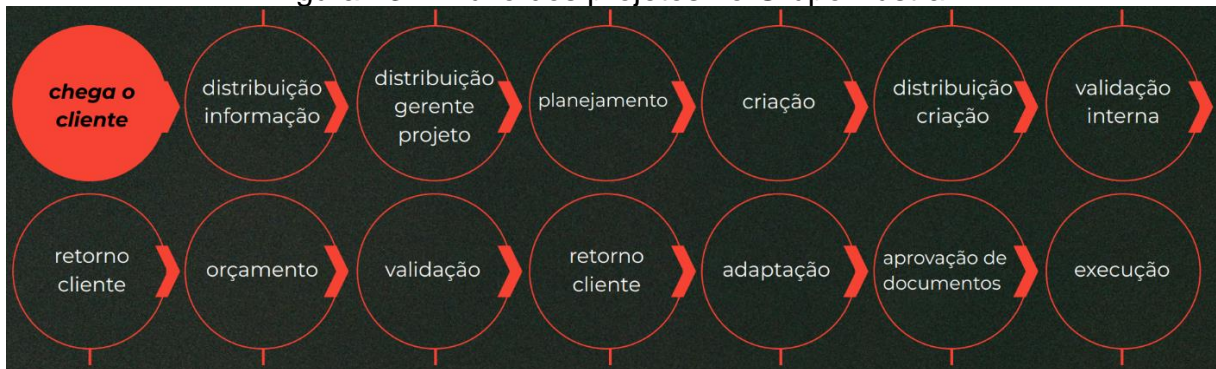 chega o
cliente
distribuição
informação
distribuição
gerente
projeto
planejamento
criação
distribuição
criação
validação
interna
retorno
cliente
orçamento
validação
retorno
cliente
adaptação
aprovação de
documentos
execução